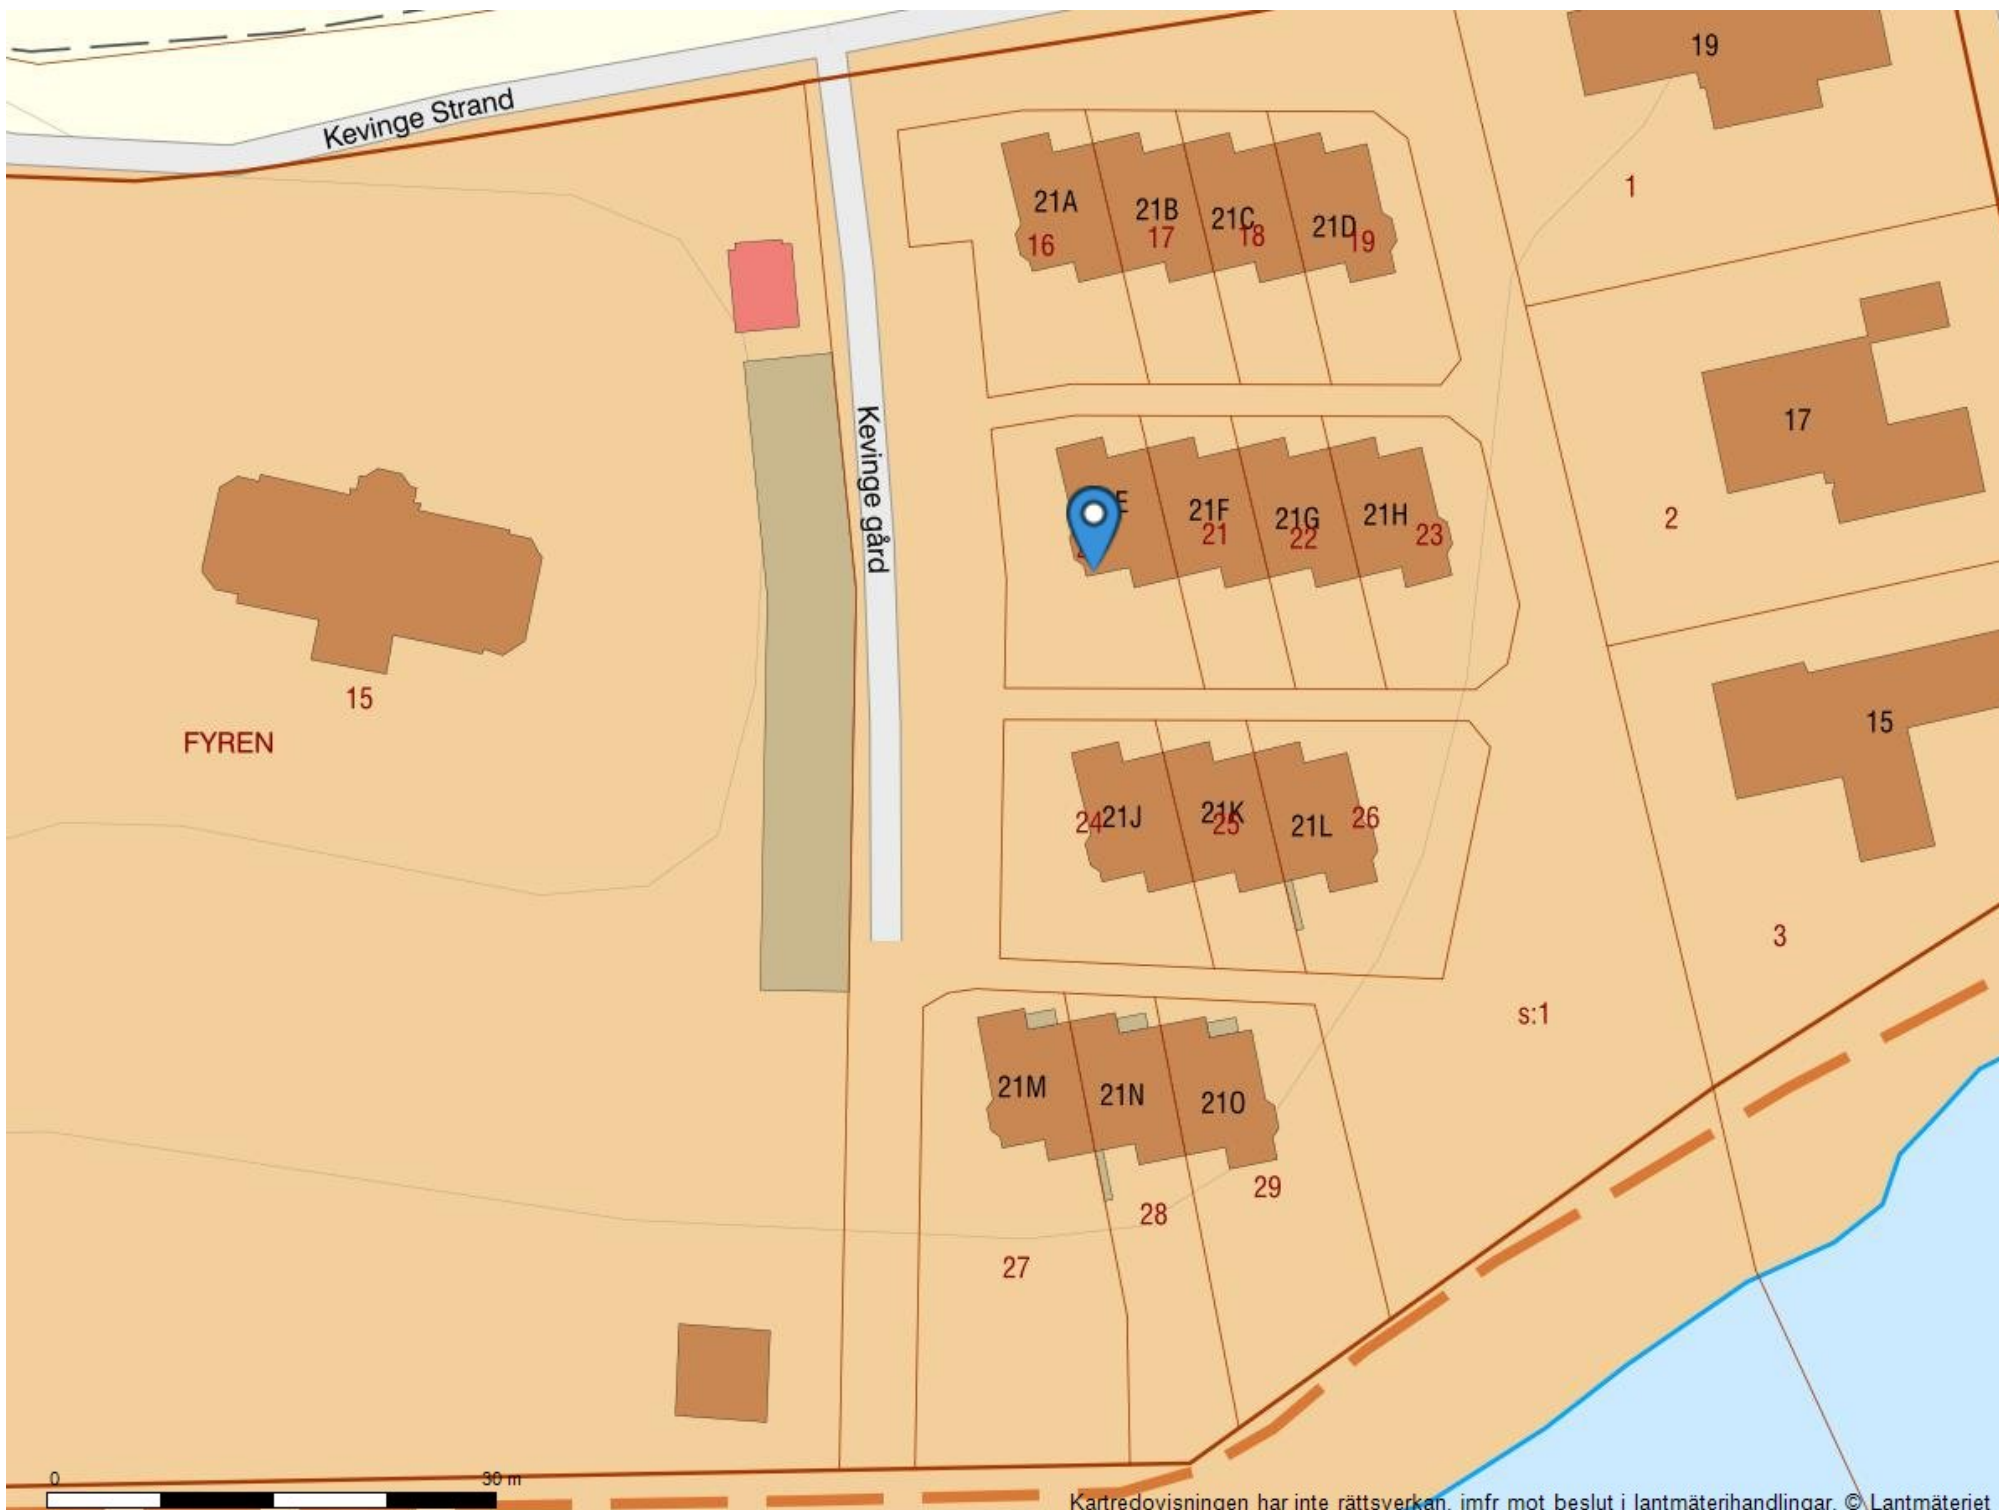 19
Kevinge Strand
1
21A
21B
21C
21D
16
17
18
19
Kevinge gård
17
E
21F
21G
21H
21
22
23
2
15
FYREN
15
24
21J
21K
25
21L
26
3
s:1
21M
21N
21O
29
28
27
0
30 m
Kartredovisningen har inte rättsverkan, jmfr mot beslut i lantmäterihandlingar. © Lantmäteriet